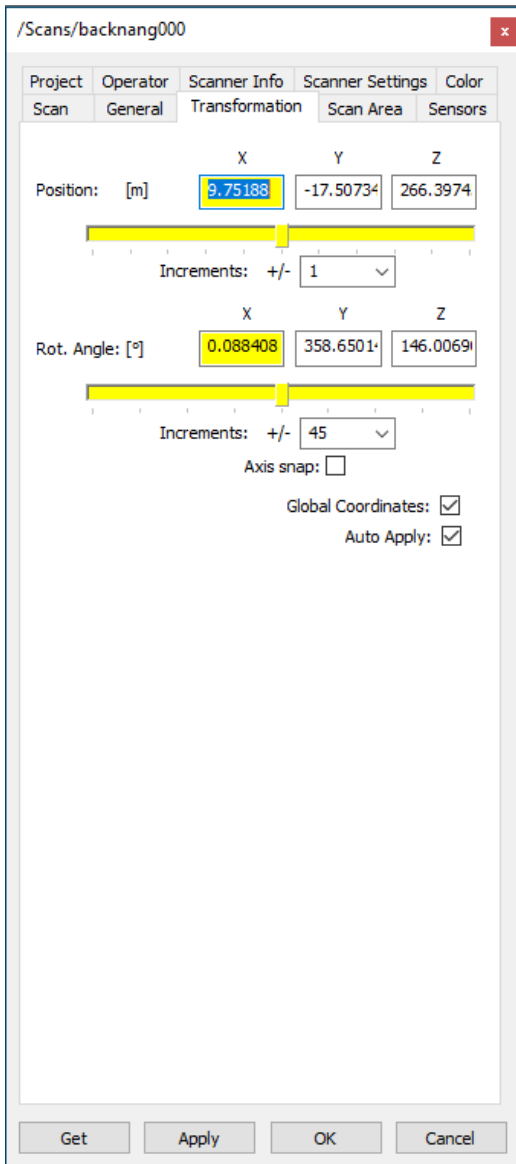 /Scans/backnang000 x
Project Operator Scanner Info Scanner Settings Color
Scan General Transformation Scan Area Sensors
X Y Z
Position: [m] 9.75188 -17.50734 266.3974
Increments: +/- 1
X Y Z
Rot. Angle: [°] 0.088408 358.6501 146.0069
Increments: +/- 45
Axis snap:
Global Coordinates:
Auto Apply:
Get Apply OK Cancel